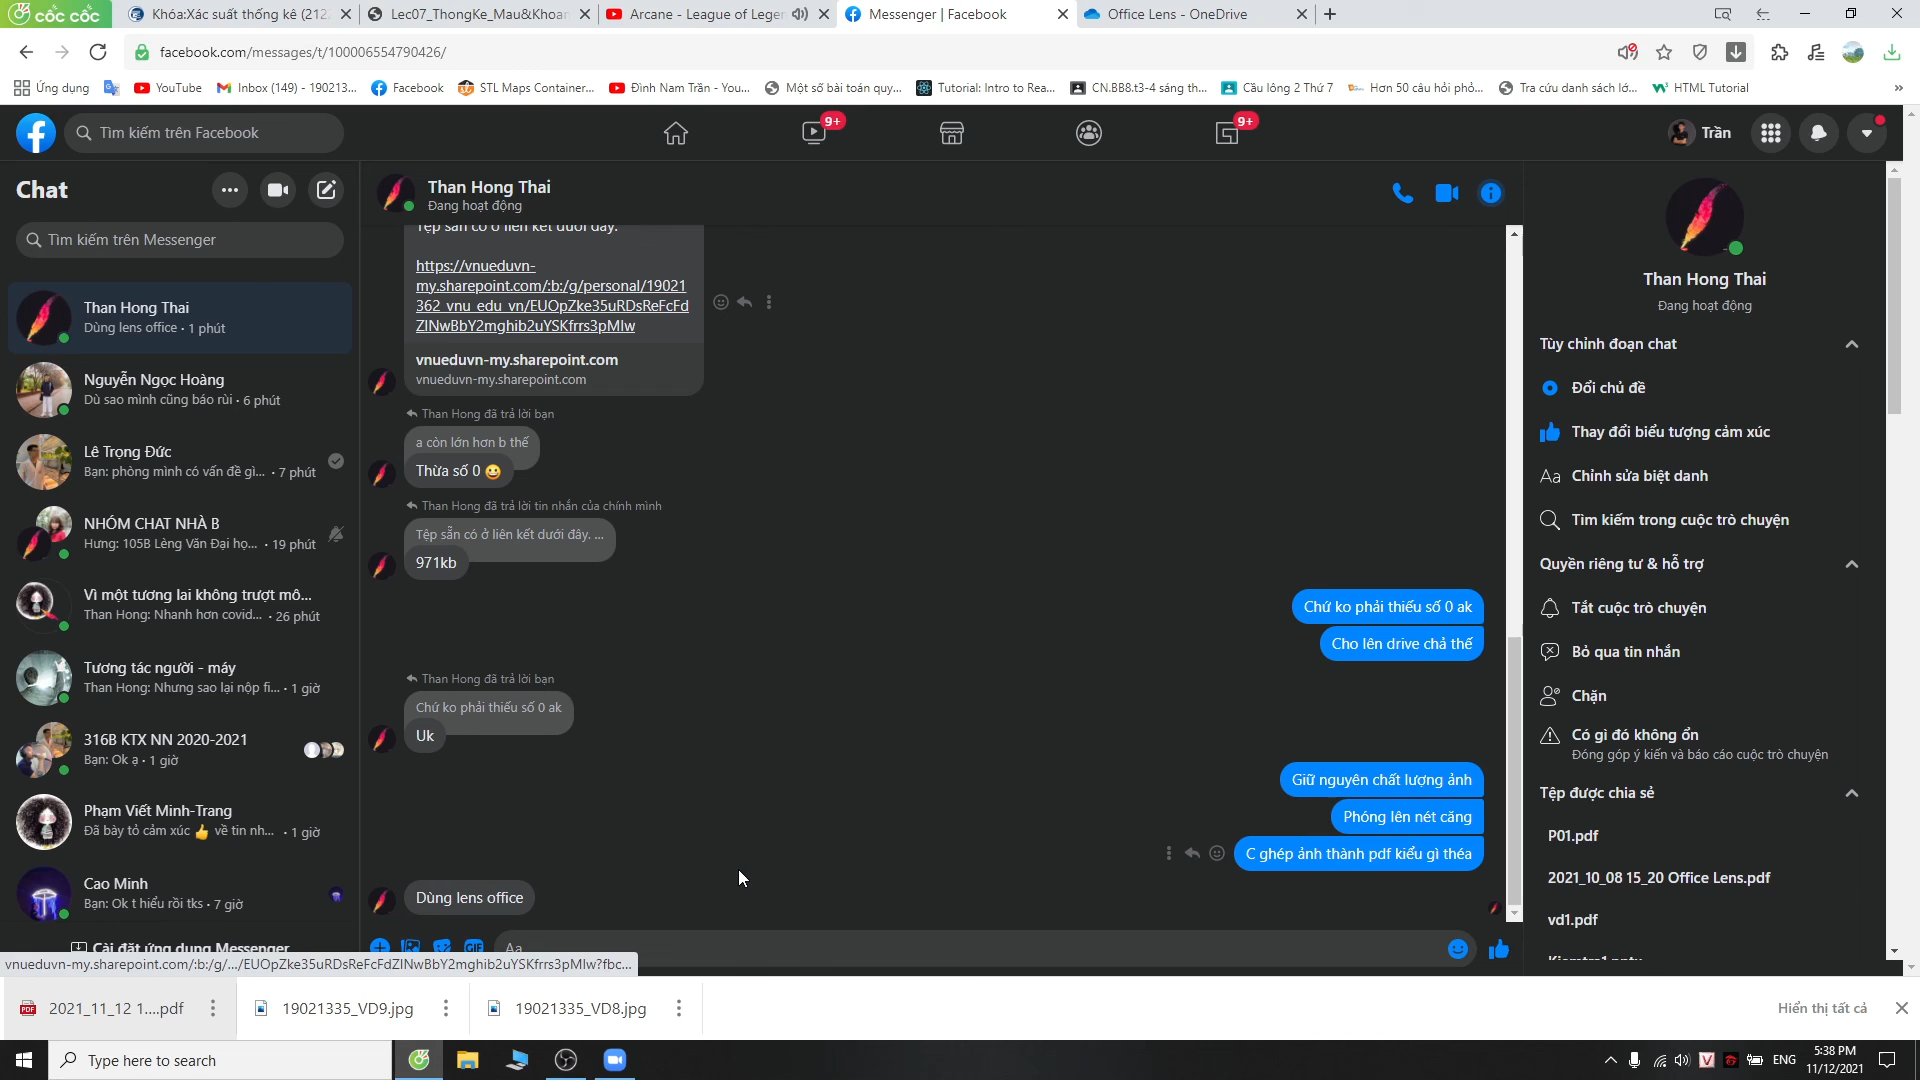 cốc cốc
Khóa:Xác suất thống kê (212
Lec07_ThongKe_Mau&Khoan
Arcane - League of Legen
Messenger | Facebook
Office Lens - OneDrive
facebook.com/messages/t/100006554790426/
Ứng dụng
YouTube
Inbox (149) - 190213...
Facebook
STL Maps Container...
Đình Nam Trần - You...
Một số bài toán quy...
Tutorial: Intro to Rea...
CN.BB8.t3-4 sáng th...
Cầu lông 2 Thứ 7
Hơn 50 câu hỏi phỏ...
Tra cứu danh sách lớ...
HTML Tutorial
Tìm kiếm trên Facebook
9+
9+
Trần
Chat
Tìm kiếm trên Messenger
Than Hong Thai
Dùng lens office · 1 phút
Nguyễn Ngọc Hoàng
Dù sao mình cũng báo rùi · 6 phút
Lê Trọng Đức
Bạn: phòng mình có vấn đề gì... · 7 phút
NHÓM CHAT NHÀ B
Hưng: 105B Lèng Văn Đại họ... · 19 phút
Vì một tương lai không trượt mô...
Than Hong: Nhanh hơn covid... · 26 phút
Tương tác người - máy
Than Hong: Nhưng sao lại nộp fi... · 1 giờ
316B KTX NN 2020-2021
Bạn: Ok ạ · 1 giờ
Phạm Viết Minh-Trang
Đã bày tỏ cảm xúc 👍 về tin nh... · 1 giờ
Cao Minh
Bạn: Ok t hiểu rồi tks · 7 giờ
Cài đặt ứng dụng Messenger
Than Hong Thai
Đang hoạt động
Tệp sẵn có ở liên kết dưới đây.
https://vnueduvn-
my.sharepoint.com/:b:/g/personal/19021
362_vnu_edu_vn/EUOpZke35uRDsReFcFd
ZlNwBbY2mghib2uYSKfrrs3pMlw
vnueduvn-my.sharepoint.com
vnueduvn-my.sharepoint.com
Than Hong đã trả lời bạn
a còn lớn hơn b thế
Thừa số 0 😀
Than Hong đã trả lời tin nhắn của chính mình
Tệp sẵn có ở liên kết dưới đây. ...
971kb
Chứ ko phải thiếu số 0 ak
Cho lên drive chả thế
Than Hong đã trả lời bạn
Chứ ko phải thiếu số 0 ak
Uk
Giữ nguyên chất lượng ảnh
Phóng lên nét căng
C ghép ảnh thành pdf kiểu gì théa
Dùng lens office
GIF
Aa
Than Hong Thai
Đang hoạt động
Tùy chỉnh đoạn chat
Đổi chủ đề
Thay đổi biểu tượng cảm xúc
Aa Chỉnh sửa biệt danh
Tìm kiếm trong cuộc trò chuyện
Quyền riêng tư & hỗ trợ
Tắt cuộc trò chuyện
Bỏ qua tin nhắn
Chặn
Có gì đó không ổn
Đóng góp ý kiến và báo cáo cuộc trò chuyện
Tệp được chia sẻ
P01.pdf
2021_10_08 15_20 Office Lens.pdf
vd1.pdf
vnueduvn-my.sharepoint.com/:b:/g/.../EUOpZke35uRDsReFcFdZlNwBbY2mghib2uYSKfrrs3pMlw?fbc...
PDF
2021_11_12 1....pdf
19021335_VD9.jpg
19021335_VD8.jpg
Hiển thị tất cả
Type here to search
V
ENG
5:38 PM
11/12/2021